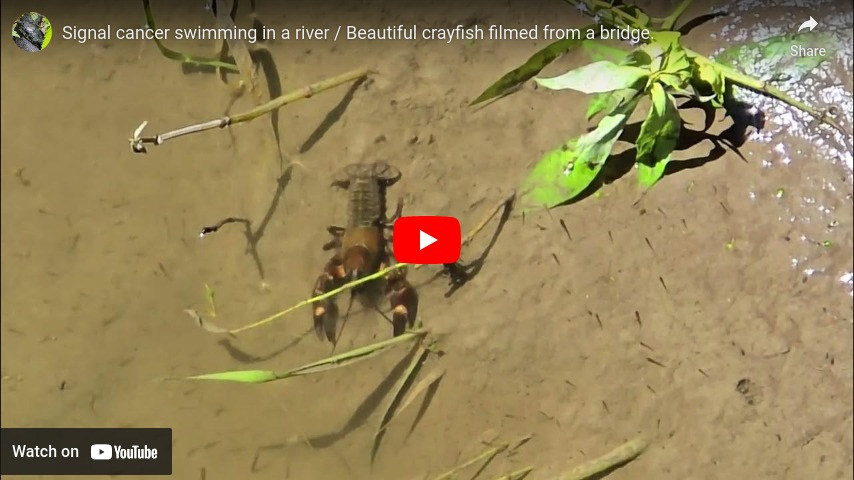 Signal cancer swimming in a river / Beautiful crayfish filmed from a bridge.
Share
Watch on YouTube